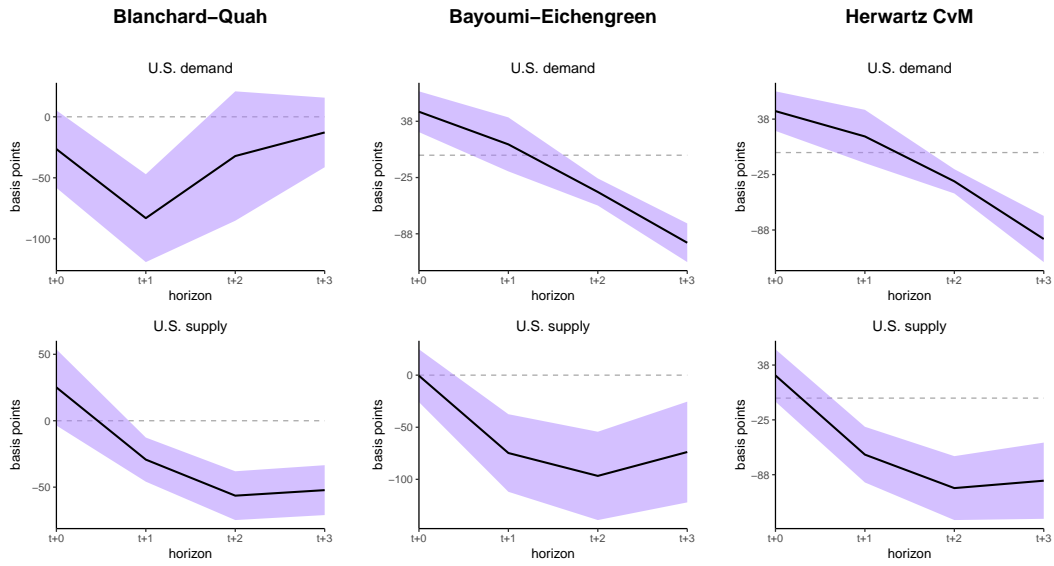 Blanchard−Quah
Bayoumi−Eichengreen
Herwartz CvM
U.S. demand
basis points
0
−50
−100
t+0 t+1 t+2 t+3
horizon
U.S. demand
basis points
38
−25
−88
t+0 t+1 t+2 t+3
horizon
U.S. demand
basis points
38
−25
−88
t+0 t+1 t+2 t+3
horizon
U.S. supply
basis points
50
0
−50
t+0 t+1 t+2 t+3
horizon
U.S. supply
basis points
0
−50
−100
t+0 t+1 t+2 t+3
horizon
U.S. supply
basis points
38
−25
−88
t+0 t+1 t+2 t+3
horizon